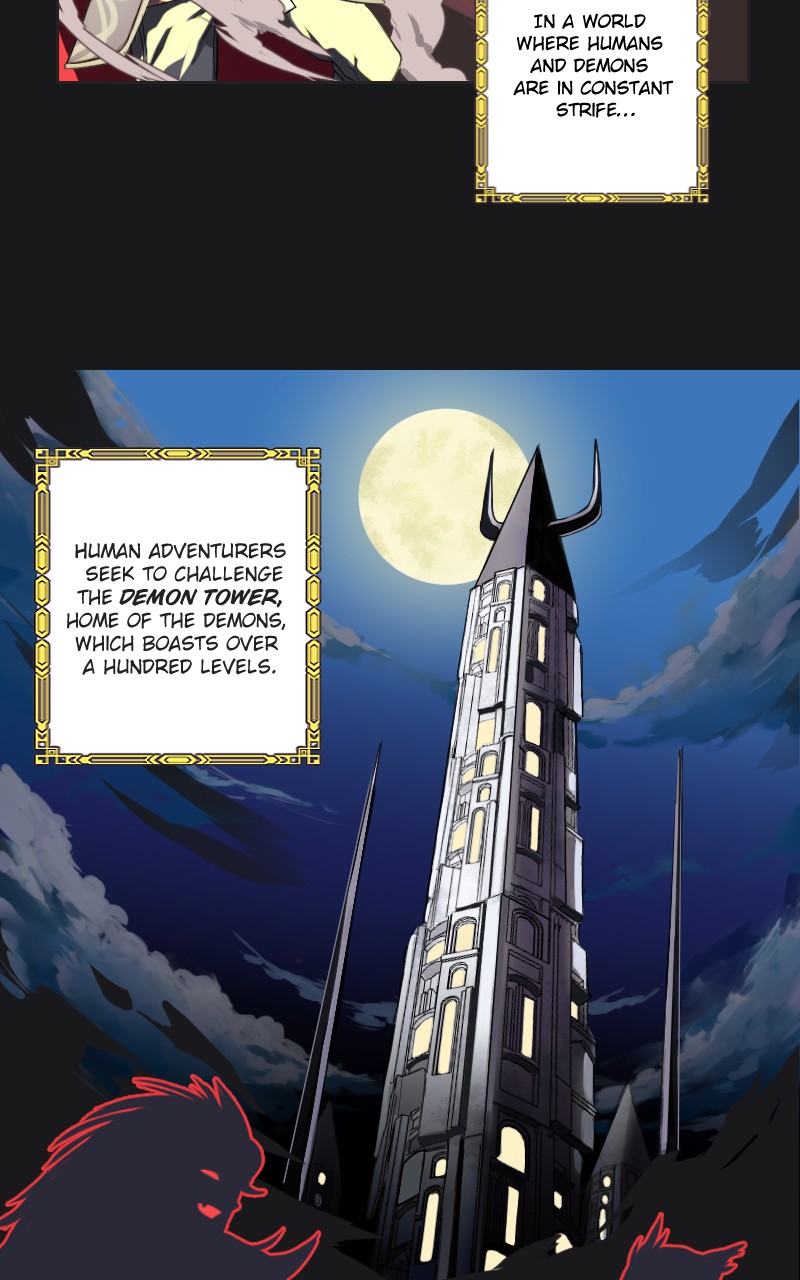 IN A WORLD
WHERE HUMANS
AND DEMONS
ARE IN CONSTANT
STRIFE...
HUMAN ADVENTURERS
SEEK TO CHALLENGE
THE DEMON TOWER,
HOME OF THE DEMONS,
WHICH BOASTS OVER
A HUNDRED LEVELS.